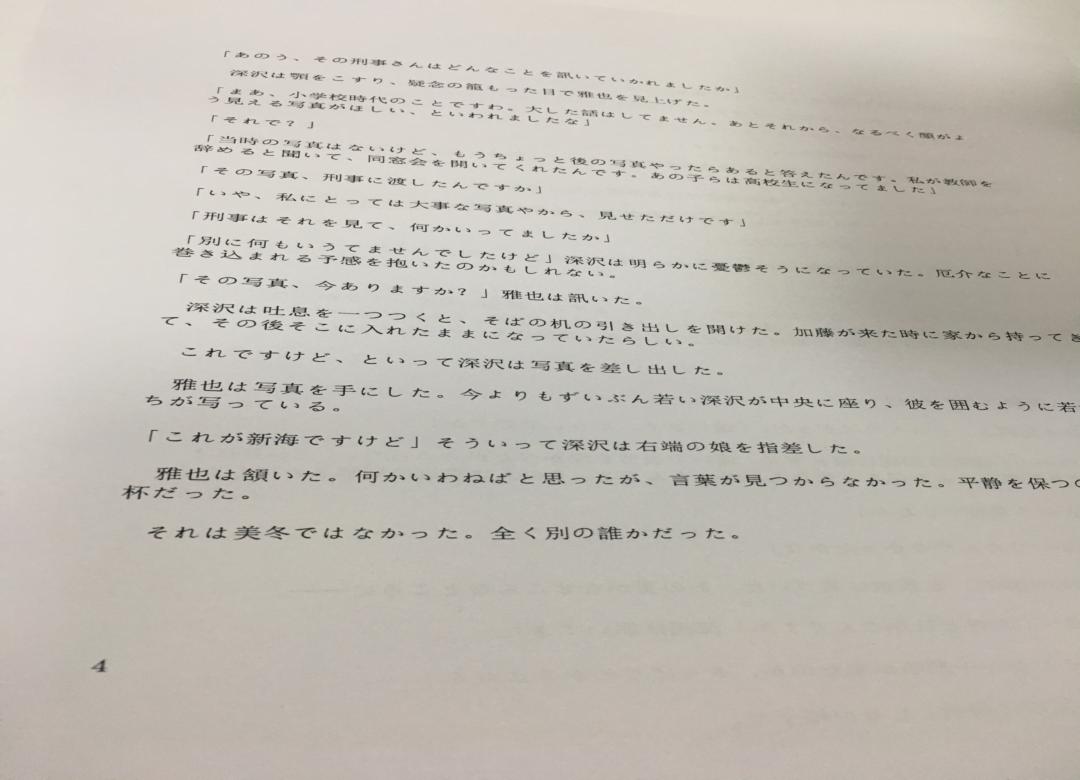 「あのう、その刑事さんはどんなことを訊いていかれましたか」
深沢は顎をこすり、疑念の籠もった目で雅也を見上げた。
「まあ、小学校時代のことですわ。大した話はしてません。あとそれから、なるべく顔がよ
う見える写真がほしい、といわれましたな」
「それで？」
「当時の写真はないけど、もうちょっと後の写真やったらあると答えたんです。私が教師を
辞めると聞いて、同窓会を開いてくれたんです。あの子らは高校生になってました」
「その写真、刑事に渡したんですか」
「いや、私にとっては大事な写真やから、見せただけです」
「刑事はそれを見て、何かいってましたか」
「別に何もいうてませんでしたけど」深沢は明らかに憂鬱そうになっていた。厄介なことに
巻き込まれる予感を抱いたのかもしれない。
「その写真、今ありますか？」雅也は訊いた。
深沢は吐息を一つつくと、そばの机の引き出しを開けた。加藤が来た時に家から持ってき
て、その後そこに入れたままになっていたらしい。
これですけど、といって深沢は写真を差し出した。
雅也は写真を手にした。今よりもずいぶん若い深沢が中央に座り、彼を囲むように若
ちが写っている。
「これが新海ですけど」そういって深沢は右端の娘を指差した。
雅也は頷いた。何かいわねばと思ったが、言葉が見つからなかった。平静を保つの
杯だった。
それは美冬ではなかった。全く別の誰かだった。
4